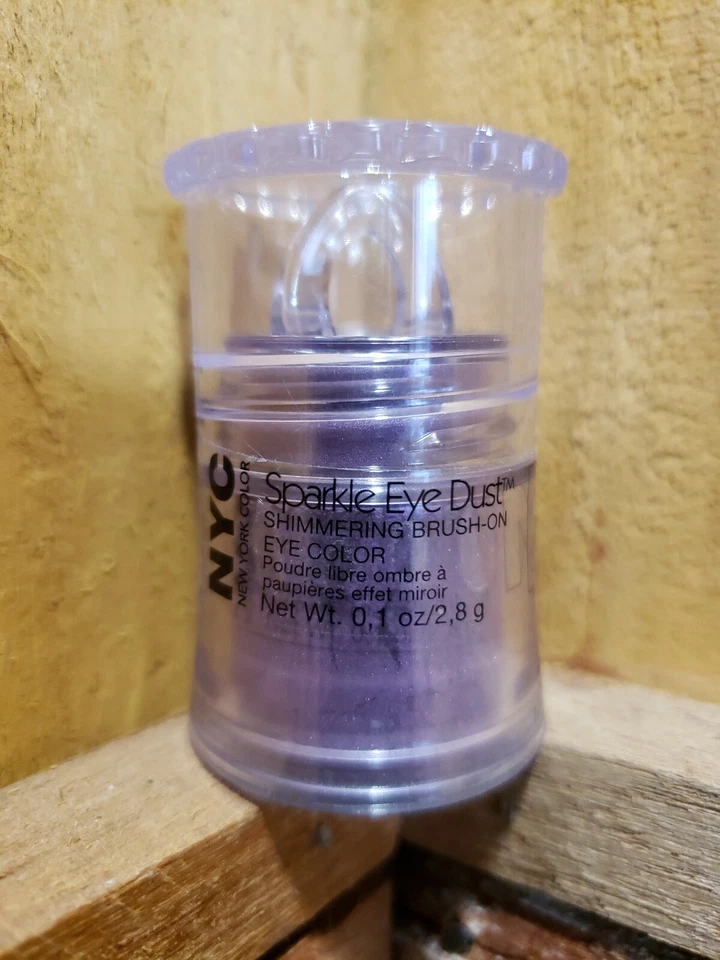 NYC
NEW YORK COLOR
Sparkle Eye Dust™
SHIMMERING BRUSH-ON
EYE COLOR
Poudre libre ombre à
paupières effet miroir
Net Wt. 0,1 oz/2,8 g